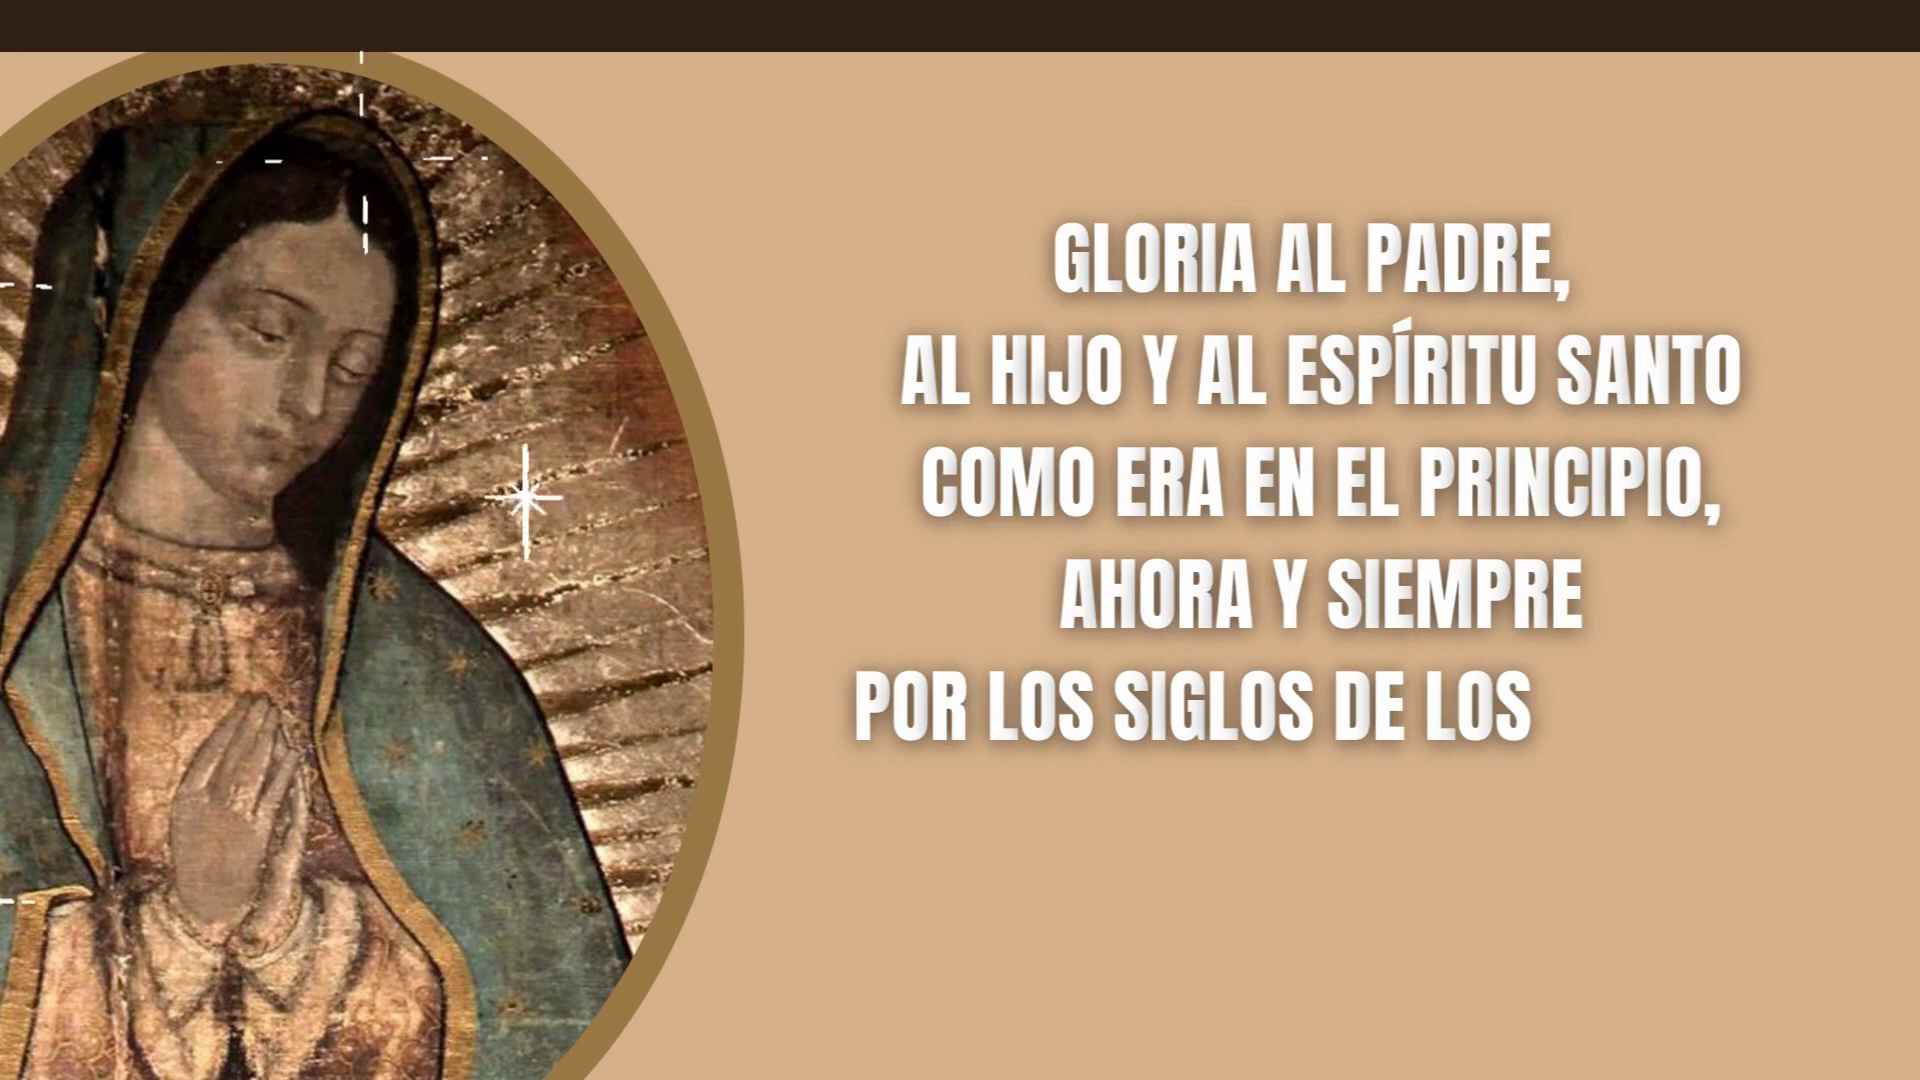 GLORIA AL PADRE,
AL HIJO Y AL ESPÍRITU SANTO
COMO ERA EN EL PRINCIPIO,
AHORA Y SIEMPRE
POR LOS SIGLOS DE LOS